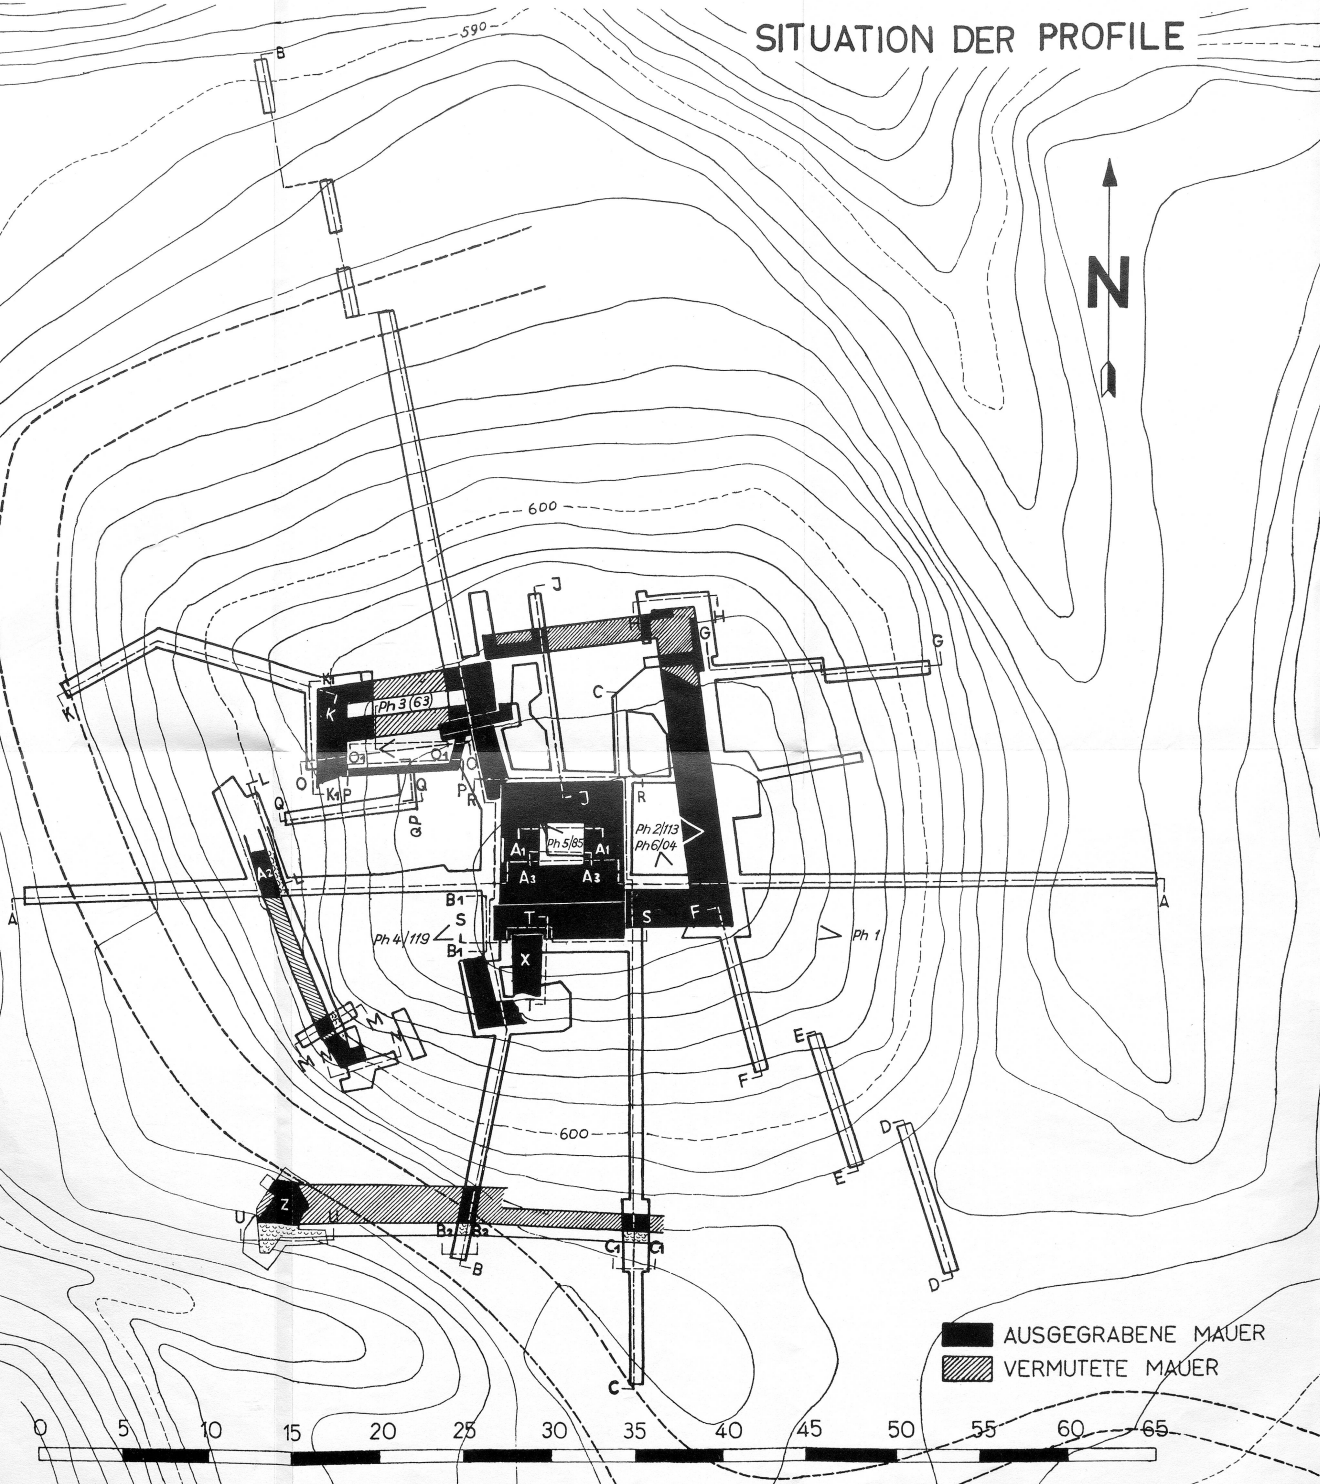 SITUATION DER PROFILE
590
B
N
600
J
H H
G G
K K
C
K
Ph 3 (63)
O1 O1
O O
K1 P
Q Q
P
R
J
R
QP
L
Ph 2/113
Ph 6/04
Ph 5/85
A1 A1
A3 A3
A2
L
A A
B1
S T S F
Ph 4/119
L
B1
X
Ph 1
T
M M
N N
E
F
600
D
E
Z
U U
B2 B2
C1 C1
B
D
AUSGEGRABENE MAUER
VERMUTETE MAUER
C
0 5 10 15 20 25 30 35 40 45 50 55 60 65